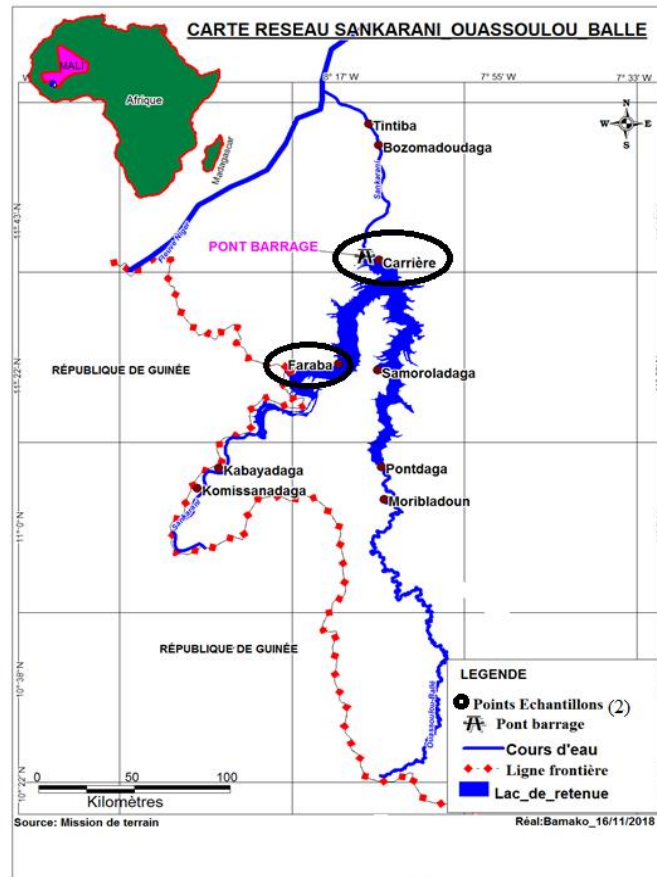 CARTE RESEAU SANKARANI_OUASSOULOU_BALLE
MALI
Afrique
Madagascar
W
8° 17 W
7° 55 W
7° 33 W
N
W E
S
Tintiba
Bozomadoudaga
Sankarani
11° 43 N
Fleuve Niger
PONT BARRAGE
Carrière
RÉPUBLIQUE DE GUINÉE
Faraba
11° 22 N
Samoroladaga
Kabayadaga
Pontdaga
Komissanadaga
Moribladoun
Sankarani
11° 0 N
RÉPUBLIQUE DE GUINÉE
10° 38 N
Ouassoulou-Ballé
LEGENDE
Points Echantillons (2)
Pont barrage
Cours d'eau
Ligne frontière
Lac_de_retenue
10° 22 N
0 50 100
Kilomètres
Source: Mission de terrain
Réal:Bamako_16/11/2018